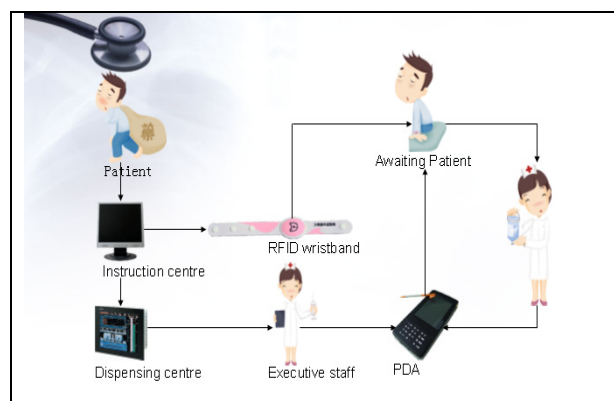 Patient
Awaiting Patient
RFID wristband
Instruction centre
Dispensing centre
Executive staff
PDA